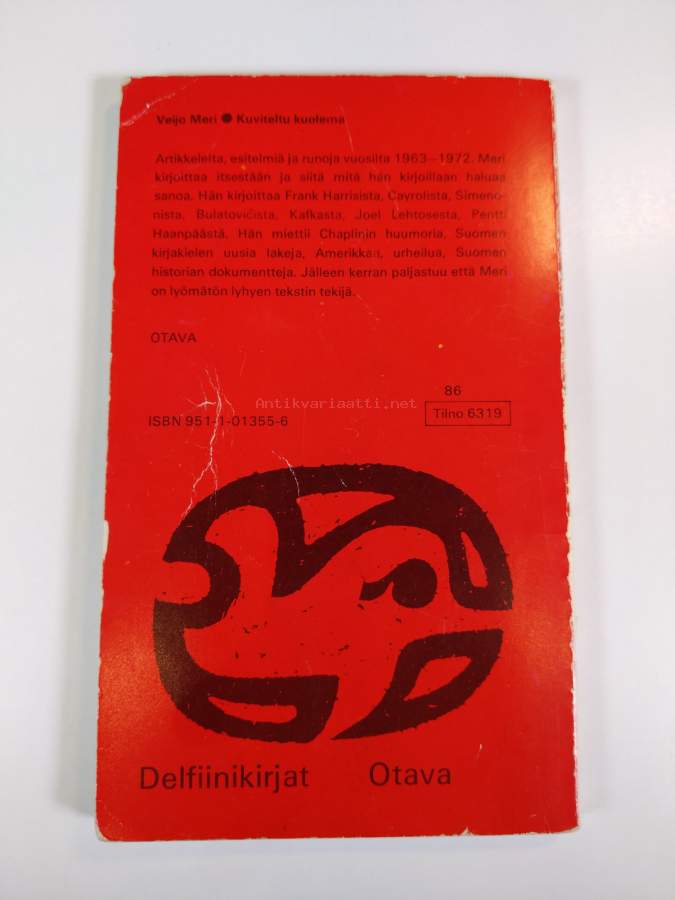 Veijo Meri ● Kuviteltu kuolema
Artikkeleita, esitelmiä ja runoja vuosilta 1963—1972. Meri
kirjoittaa itsestään ja siitä mitä hän kirjoillaan haluaa
sanoa. Hän kirjoittaa Frank Harrisista, Cayrolista, Simeno-
nista, Bulatovićista, Kafkasta, Joel Lehtosesta, Pentti
Haanpäästä. Hän miettii Chaplinin huumoria, Suomen
kirjakielen uusia lakeja, Amerikkaa, urheilua, Suomen
historian dokumentteja. Jälleen kerran paljastuu että Meri
on lyömätön lyhyen tekstin tekijä.
OTAVA
86
Antikvariaatti.net
Tilno 6319
ISBN 951-1-01355-6
Delfiinikirjat Otava